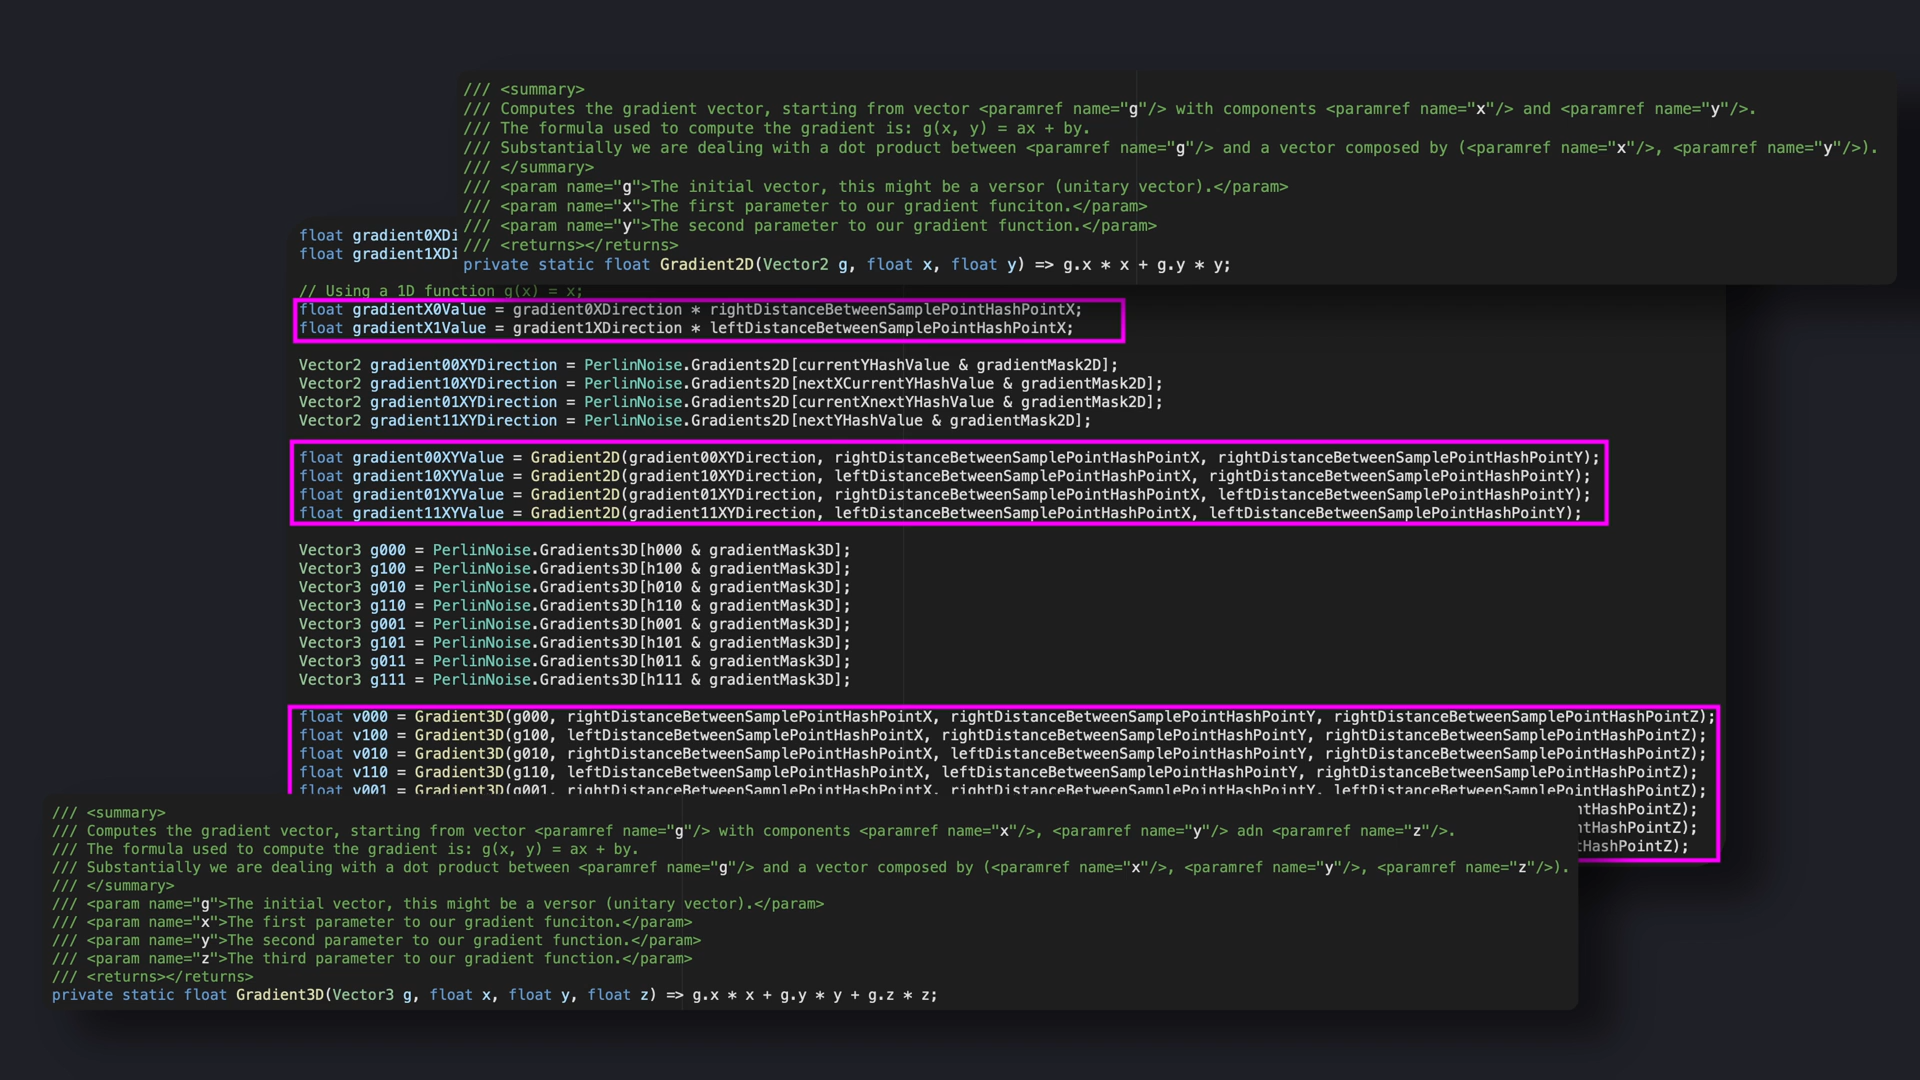 /// <summary>
/// Computes the gradient vector, starting from vector <paramref name="g"/> with components <paramref name="x"/> and <paramref name="y"/>.
/// The formula used to compute the gradient is: g(x, y) = ax + by.
/// Substantially we are dealing with a dot product between <paramref name="g"/> and a vector composed by (<paramref name="x"/>, <paramref name="y"/>).
/// </summary>
/// <param name="g">The initial vector, this might be a versor (unitary vector).</param>
/// <param name="x">The first parameter to our gradient funciton.</param>
/// <param name="y">The second parameter to our gradient function.</param>
/// <returns></returns>
private static float Gradient2D(Vector2 g, float x, float y) => g.x * x + g.y * y;
float gradient0XDi
float gradient1XDi
// Using a 1D function g(x) = x;
float gradientX0Value = gradient0XDirection * rightDistanceBetweenSamplePointHashPointX;
float gradientX1Value = gradient1XDirection * leftDistanceBetweenSamplePointHashPointX;
Vector2 gradient00XYDirection = PerlinNoise.Gradients2D[currentYHashValue & gradientMask2D];
Vector2 gradient10XYDirection = PerlinNoise.Gradients2D[nextXCurrentYHashValue & gradientMask2D];
Vector2 gradient01XYDirection = PerlinNoise.Gradients2D[currentXnextYHashValue & gradientMask2D];
Vector2 gradient11XYDirection = PerlinNoise.Gradients2D[nextYHashValue & gradientMask2D];
float gradient00XYValue = Gradient2D(gradient00XYDirection, rightDistanceBetweenSamplePointHashPointX, rightDistanceBetweenSamplePointHashPointY);
float gradient10XYValue = Gradient2D(gradient10XYDirection, leftDistanceBetweenSamplePointHashPointX, rightDistanceBetweenSamplePointHashPointY);
float gradient01XYValue = Gradient2D(gradient01XYDirection, rightDistanceBetweenSamplePointHashPointX, leftDistanceBetweenSamplePointHashPointY);
float gradient11XYValue = Gradient2D(gradient11XYDirection, leftDistanceBetweenSamplePointHashPointX, leftDistanceBetweenSamplePointHashPointY);
Vector3 g000 = PerlinNoise.Gradients3D[h000 & gradientMask3D];
Vector3 g100 = PerlinNoise.Gradients3D[h100 & gradientMask3D];
Vector3 g010 = PerlinNoise.Gradients3D[h010 & gradientMask3D];
Vector3 g110 = PerlinNoise.Gradients3D[h110 & gradientMask3D];
Vector3 g001 = PerlinNoise.Gradients3D[h001 & gradientMask3D];
Vector3 g101 = PerlinNoise.Gradients3D[h101 & gradientMask3D];
Vector3 g011 = PerlinNoise.Gradients3D[h011 & gradientMask3D];
Vector3 g111 = PerlinNoise.Gradients3D[h111 & gradientMask3D];
float v000 = Gradient3D(g000, rightDistanceBetweenSamplePointHashPointX, rightDistanceBetweenSamplePointHashPointY, rightDistanceBetweenSamplePointHashPointZ);
float v100 = Gradient3D(g100, leftDistanceBetweenSamplePointHashPointX, rightDistanceBetweenSamplePointHashPointY, rightDistanceBetweenSamplePointHashPointZ);
float v010 = Gradient3D(g010, rightDistanceBetweenSamplePointHashPointX, leftDistanceBetweenSamplePointHashPointY, rightDistanceBetweenSamplePointHashPointZ);
float v110 = Gradient3D(g110, leftDistanceBetweenSamplePointHashPointX, leftDistanceBetweenSamplePointHashPointY, rightDistanceBetweenSamplePointHashPointZ);
float v001 = Gradient3D(g001, rightDistanceBetweenSamplePointHashPointX, rightDistanceBetweenSamplePointHashPointY, leftDistanceBetweenSamplePointHashPointZ);
ntHashPointZ);
ntHashPointZ);
tHashPointZ);
/// <summary>
/// Computes the gradient vector, starting from vector <paramref name="g"/> with components <paramref name="x"/>, <paramref name="y"/> adn <paramref name="z"/>.
/// The formula used to compute the gradient is: g(x, y) = ax + by.
/// Substantially we are dealing with a dot product between <paramref name="g"/> and a vector composed by (<paramref name="x"/>, <paramref name="y"/>, <paramref name="z"/>).
/// </summary>
/// <param name="g">The initial vector, this might be a versor (unitary vector).</param>
/// <param name="x">The first parameter to our gradient funciton.</param>
/// <param name="y">The second parameter to our gradient function.</param>
/// <param name="z">The third parameter to our gradient function.</param>
/// <returns></returns>
private static float Gradient3D(Vector3 g, float x, float y, float z) => g.x * x + g.y * y + g.z * z;